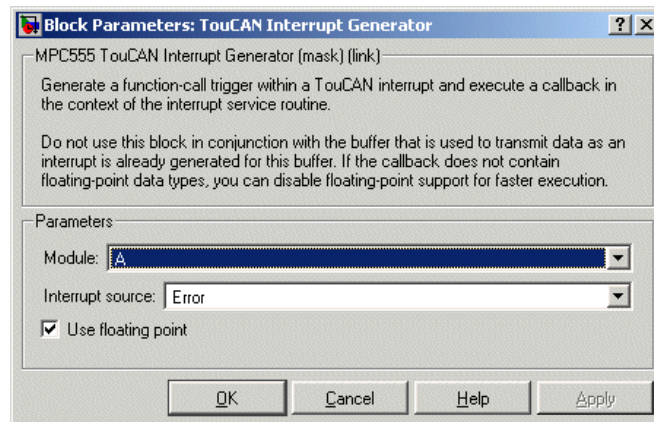 Block Parameters: TouCAN Interrupt Generator
MPC555 TouCAN Interrupt Generator (mask) (link)
Generate a function-call trigger within a TouCAN interrupt and execute a callback in
the context of the interrupt service routine.
Do not use this block in conjunction with the buffer that is used to transmit data as an
interrupt is already generated for this buffer. If the callback does not contain
floating-point data types, you can disable floating-point support for faster execution.
Parameters
Module: A
Interrupt source: Error
Use floating point
OK Cancel Help Apply